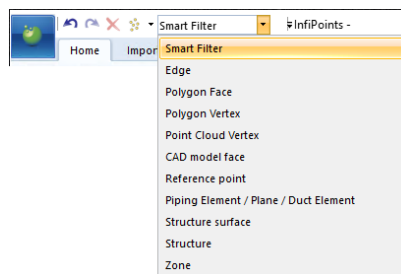 Smart Filter
InfiPoints -
Home
Impor
Smart Filter
Edge
Polygon Face
Polygon Vertex
Point Cloud Vertex
CAD model face
Reference point
Piping Element / Plane / Duct Element
Structure surface
Structure
Zone